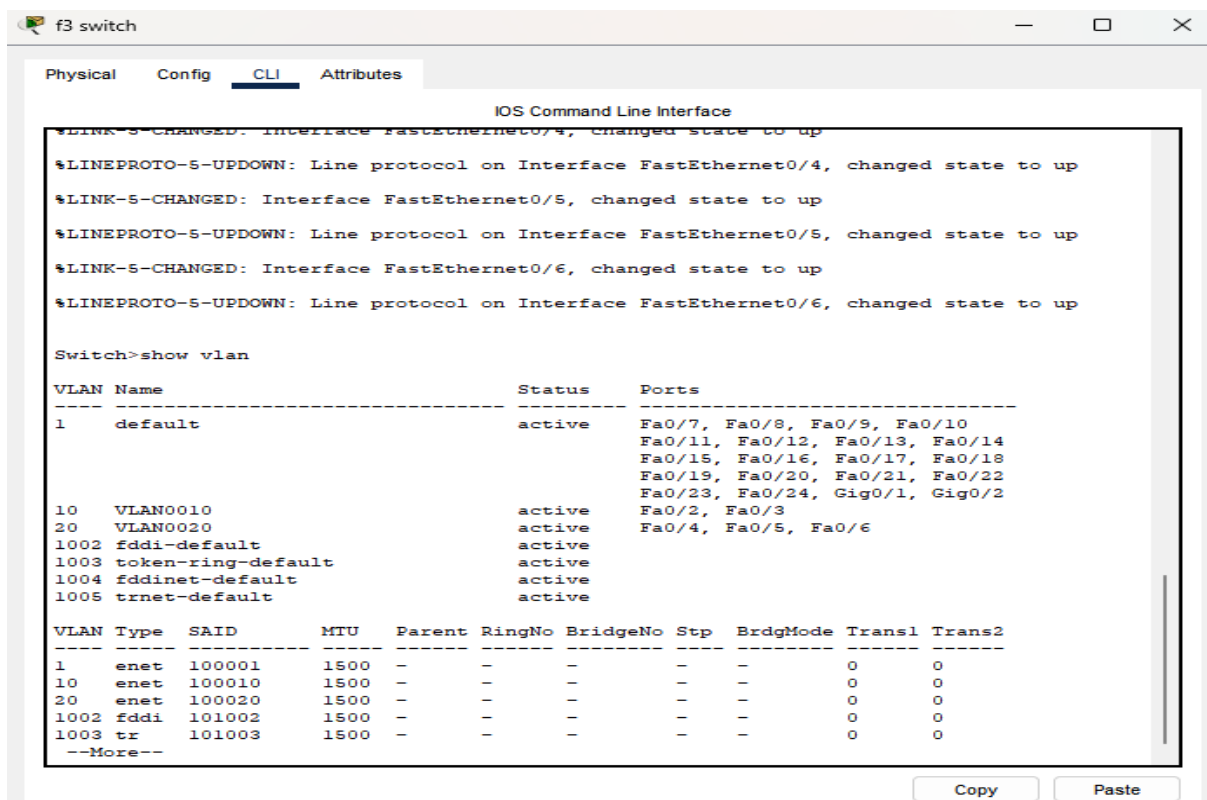 f3 switch
Physical Config CLI Attributes
IOS Command Line Interface
%LINK-5-CHANGED: Interface FastEthernet0/4, changed state to up
%LINEPROTO-5-UPDOWN: Line protocol on Interface FastEthernet0/4, changed state to up
%LINK-5-CHANGED: Interface FastEthernet0/5, changed state to up
%LINEPROTO-5-UPDOWN: Line protocol on Interface FastEthernet0/5, changed state to up
%LINK-5-CHANGED: Interface FastEthernet0/6, changed state to up
%LINEPROTO-5-UPDOWN: Line protocol on Interface FastEthernet0/6, changed state to up
Switch>show vlan
VLAN Name                             Status    Ports
---- -------------------------------- --------- -------------------------------
1    default                          active    Fa0/7, Fa0/8, Fa0/9, Fa0/10
                                                Fa0/11, Fa0/12, Fa0/13, Fa0/14
                                                Fa0/15, Fa0/16, Fa0/17, Fa0/18
                                                Fa0/19, Fa0/20, Fa0/21, Fa0/22
                                                Fa0/23, Fa0/24, Gig0/1, Gig0/2
10   VLAN0010                         active    Fa0/2, Fa0/3
20   VLAN0020                         active    Fa0/4, Fa0/5, Fa0/6
1002 fddi-default                     active
1003 token-ring-default               active
1004 fddinet-default                  active
1005 trnet-default                    active
VLAN Type  SAID       MTU   Parent RingNo BridgeNo Stp  BrdgMode Trans1 Trans2
---- ----- ---------- ----- ------ ------ -------- ---- -------- ------ ------
1    enet  100001     1500  -      -      -        -    -        0      0
10   enet  100010     1500  -      -      -        -    -        0      0
20   enet  100020     1500  -      -      -        -    -        0      0
1002 fddi  101002     1500  -      -      -        -    -        0      0
1003 tr    101003     1500  -      -      -        -    -        0      0
 --More--
Copy Paste